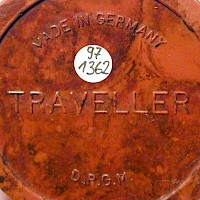 MADE IN GERMANY
97
1362
TRAVELLER
D.R.G.M.